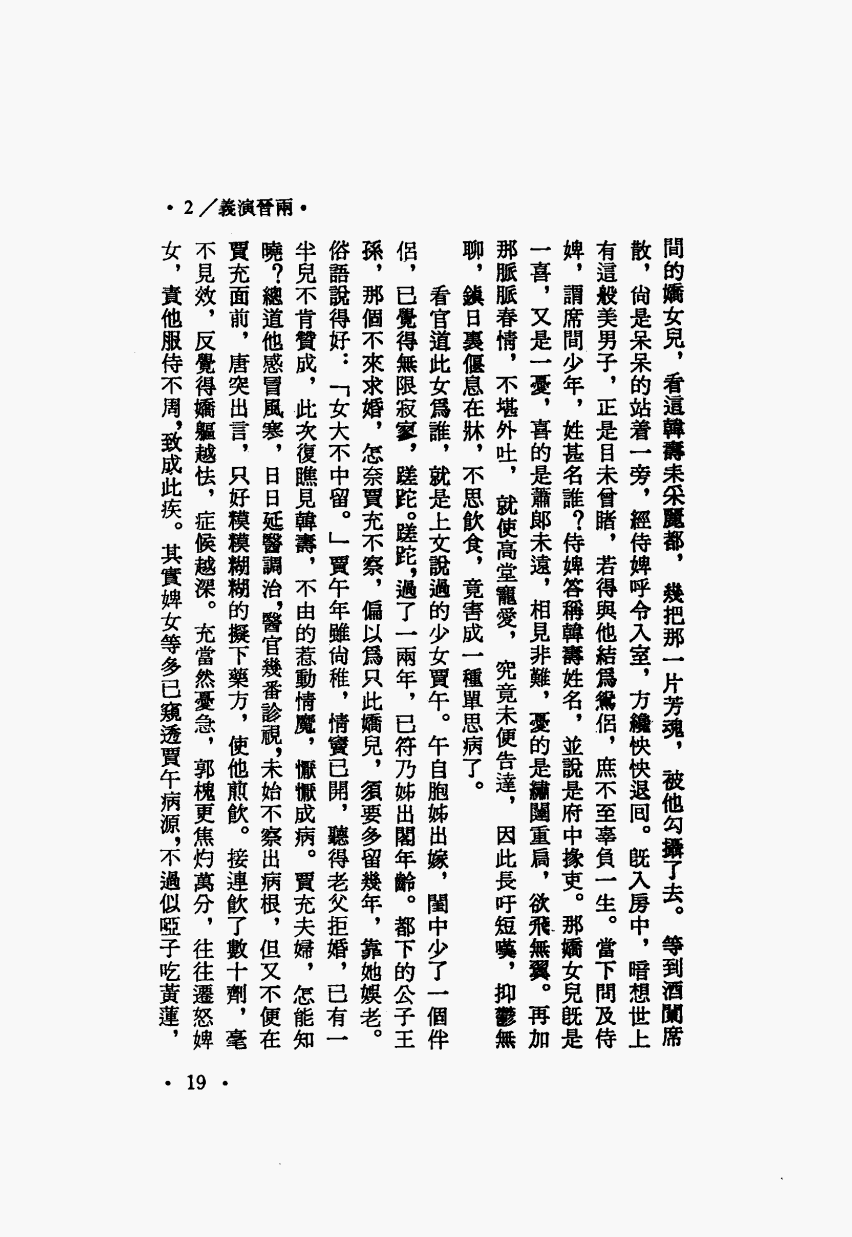 •兩晉演義／2•
間的嬌女兒，看這韓壽丰采麗都，幾把那一片芳魂，被他勾攝了去。等到酒闌席
散，尙是呆呆的站着一旁，經侍婢呼令入室，方纔怏怏退回。既入房中，暗想世上
有這般美男子，正是目未曾睹，若得與他結爲鴛侶，庶不至辜負一生。當下問及侍
婢，謂席間少年，姓甚名誰？侍婢答稱韓壽姓名，並說是府中掾吏。那嬌女兒既是
一喜，又是一憂，喜的是蕭郎未遠，相見非難，憂的是繡闥重扃，欲飛無翼。再加
那脈脈春情，不堪外吐，就使高堂寵愛，究竟未便告達，因此長吁短嘆，抑鬱無
聊，鎮日裏偃息在牀，不思飲食，竟害成一種單思病了。
看官道此女爲誰，就是上文說過的少女賈午。午自胞姊出嫁，閨中少了一個伴
侶，已覺得無限寂寥，蹉跎。蹉跎，過了一兩年，已符乃姊出閣年齡。都下的公子王
孫，那個不來求婚，怎奈賈充不察，偏以爲只此嬌兒，須要多留幾年，靠她娛老。
俗語說得好：「女大不中留。」賈午年雖尙稚，情竇已開，聽得老父拒婚，已有一
半兒不肯贊成，此次復瞧見韓壽，不由的惹動情魔，懨懨成病。賈充夫婦，怎能知
曉？總道他感冒風寒，日日延醫調治，醫官幾番診視，未始不察出病根，但又不便在
賈充面前，唐突出言，只好模模糊糊的擬下藥方，使他煎飲。接連飲了數十劑，毫
不見效，反覺得嬌軀越怯，症候越深。充當然憂急，郭槐更焦灼萬分，往往遷怒婢
女，責他服侍不周，致成此疾。其實婢女等多已窺透賈午病源，不過似啞子吃黃蓮，
•19•